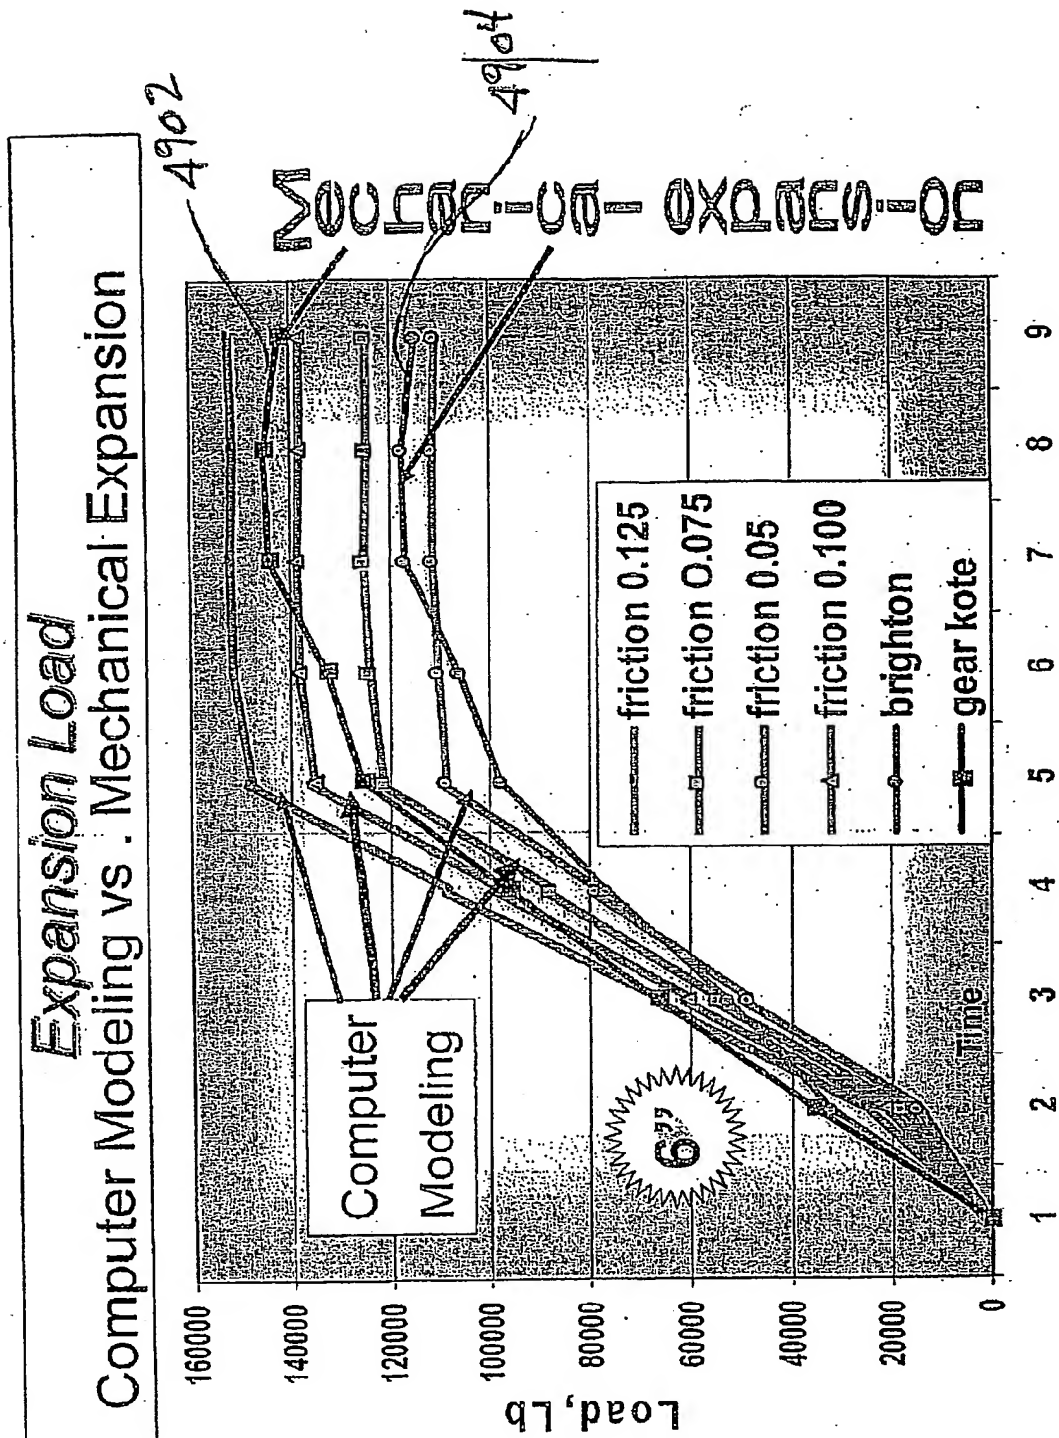 Expansion Load
Computer Modeling vs . Mechanical Expansion
4902
4904
Mechanical expansion
Computer
Modeling
6"
Load, Lb
160000
140000
120000
100000
80000
60000
40000
20000
0
Time
1 2 3 4 5 6 7 8 9
friction 0.125
friction 0.075
friction 0.05
friction 0.100
brighton
gear kote